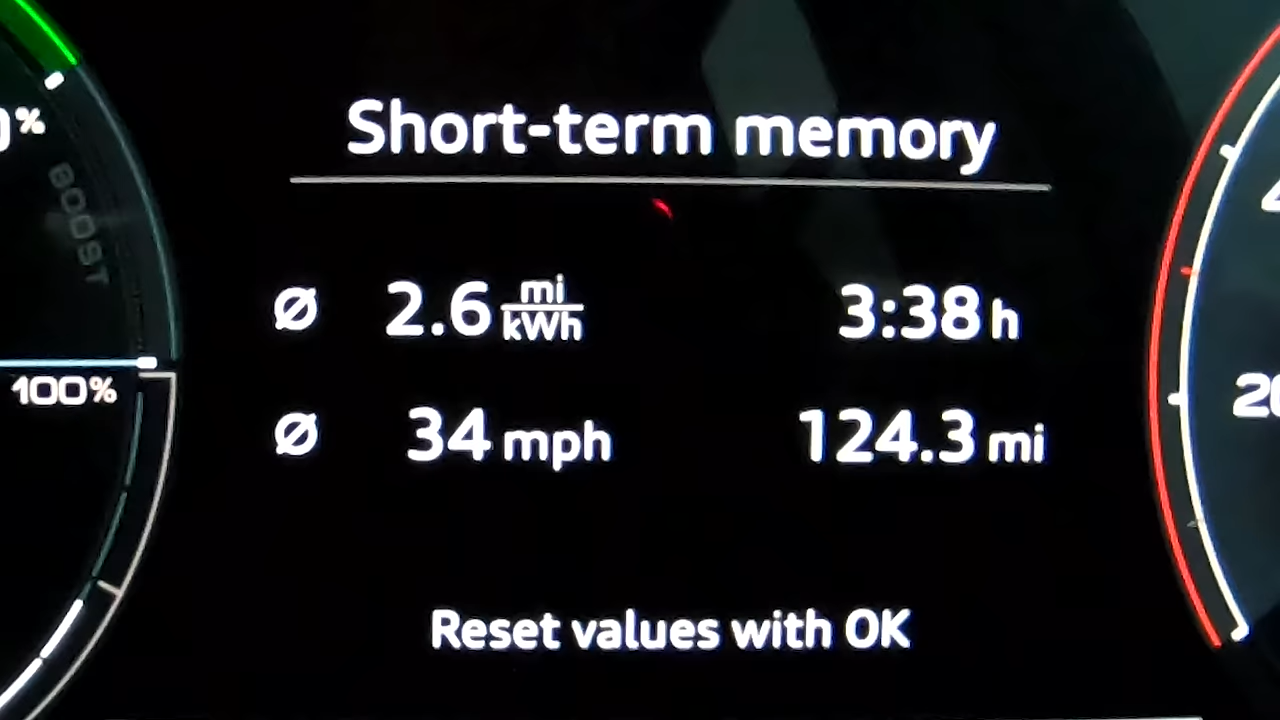 Short-term memory
%
BOOST
Ø 2.6 mi/kWh 3:38 h
100%
Ø 34 mph 124.3 mi
20
Reset values with OK